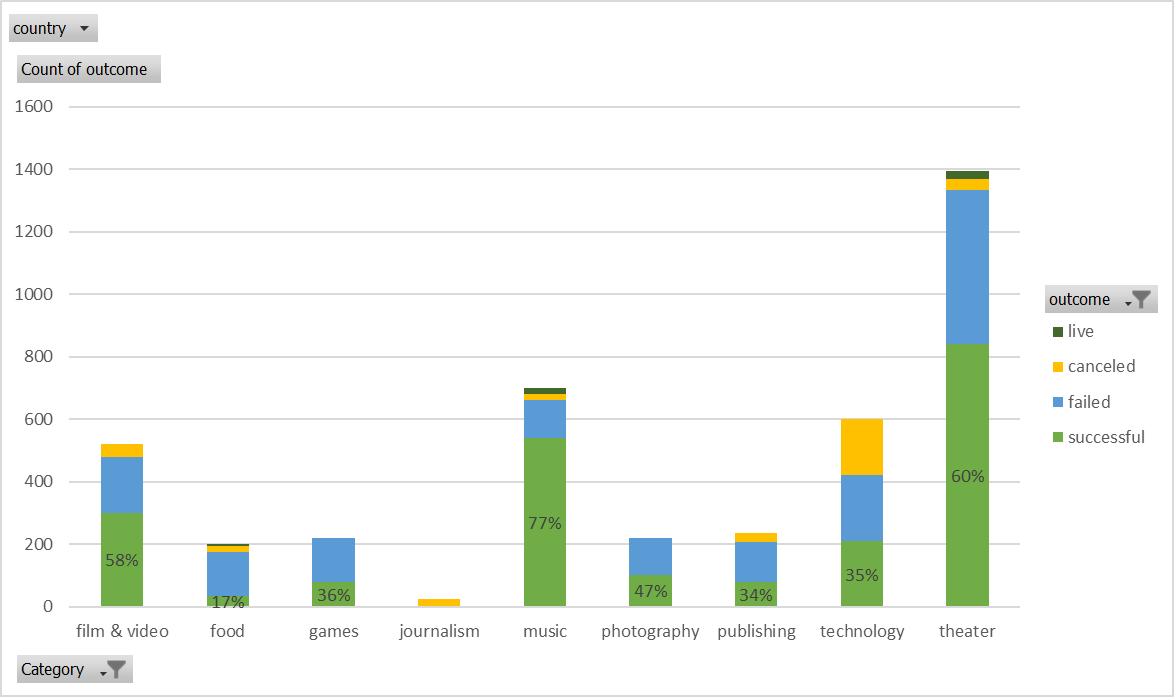 country
Count of outcome
1600
1400
1200
1000
800
600
400
200
0
58%
17%
36%
77%
47%
34%
35%
60%
film & video food games journalism music photography publishing technology theater
outcome
live
canceled
failed
successful
Category